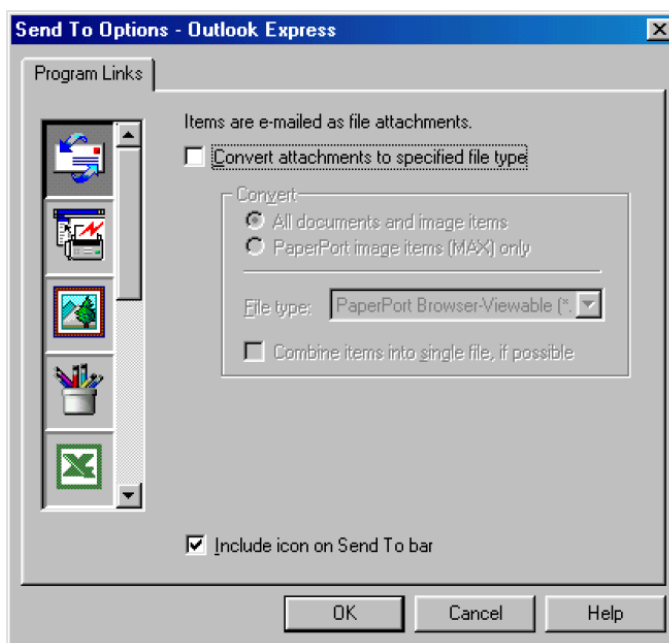 Send To Options - Outlook Express
Program Links
Items are e-mailed as file attachments.
Convert attachments to specified file type
Convert
All documents and image items
PaperPort image items (MAX) only
File type: PaperPort Browser-Viewable (*.
Combine items into single file, if possible
Include icon on Send To bar
OK Cancel Help